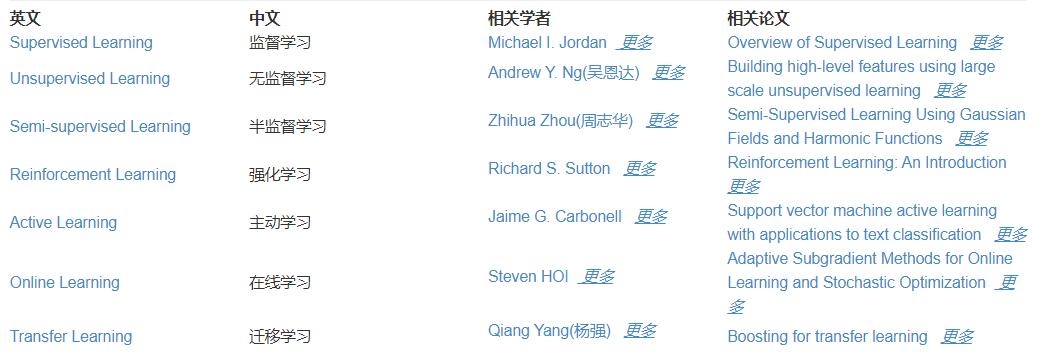 英文 中文 相关学者 相关论文
Supervised Learning 监督学习 Michael I. Jordan 更多 Overview of Supervised Learning 更多
Unsupervised Learning 无监督学习 Andrew Y. Ng(吴恩达) 更多 Building high-level features using large
scale unsupervised learning 更多
Semi-supervised Learning 半监督学习 Zhihua Zhou(周志华) 更多 Semi-Supervised Learning Using Gaussian
Fields and Harmonic Functions 更多
Reinforcement Learning 强化学习 Richard S. Sutton 更多 Reinforcement Learning: An Introduction
更多
Active Learning 主动学习 Jaime G. Carbonell 更多 Support vector machine active learning
with applications to text classification 更多
Online Learning 在线学习 Steven HOI 更多 Adaptive Subgradient Methods for Online
Learning and Stochastic Optimization 更
多
Transfer Learning 迁移学习 Qiang Yang(杨强) 更多 Boosting for transfer learning 更多